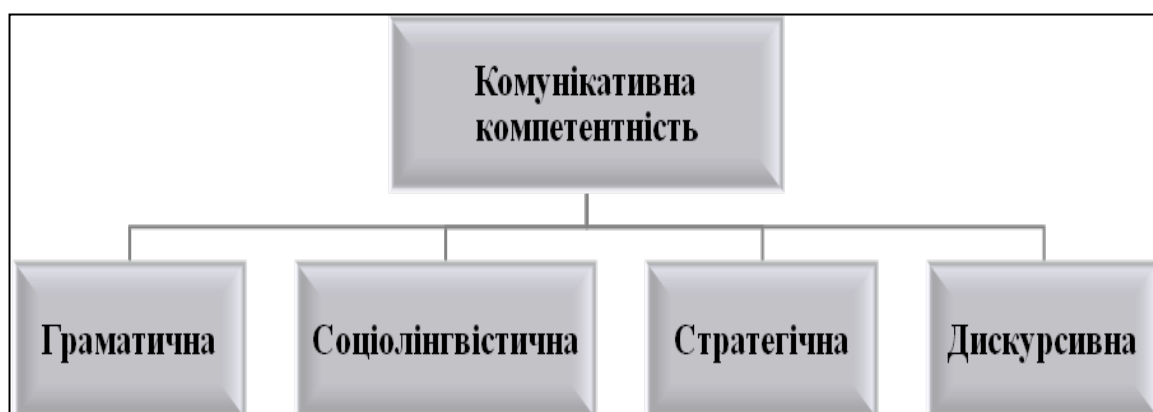 Комунікативна
компетентність
Граматична
Соціолінгвістична
Стратегічна
Дискурсивна